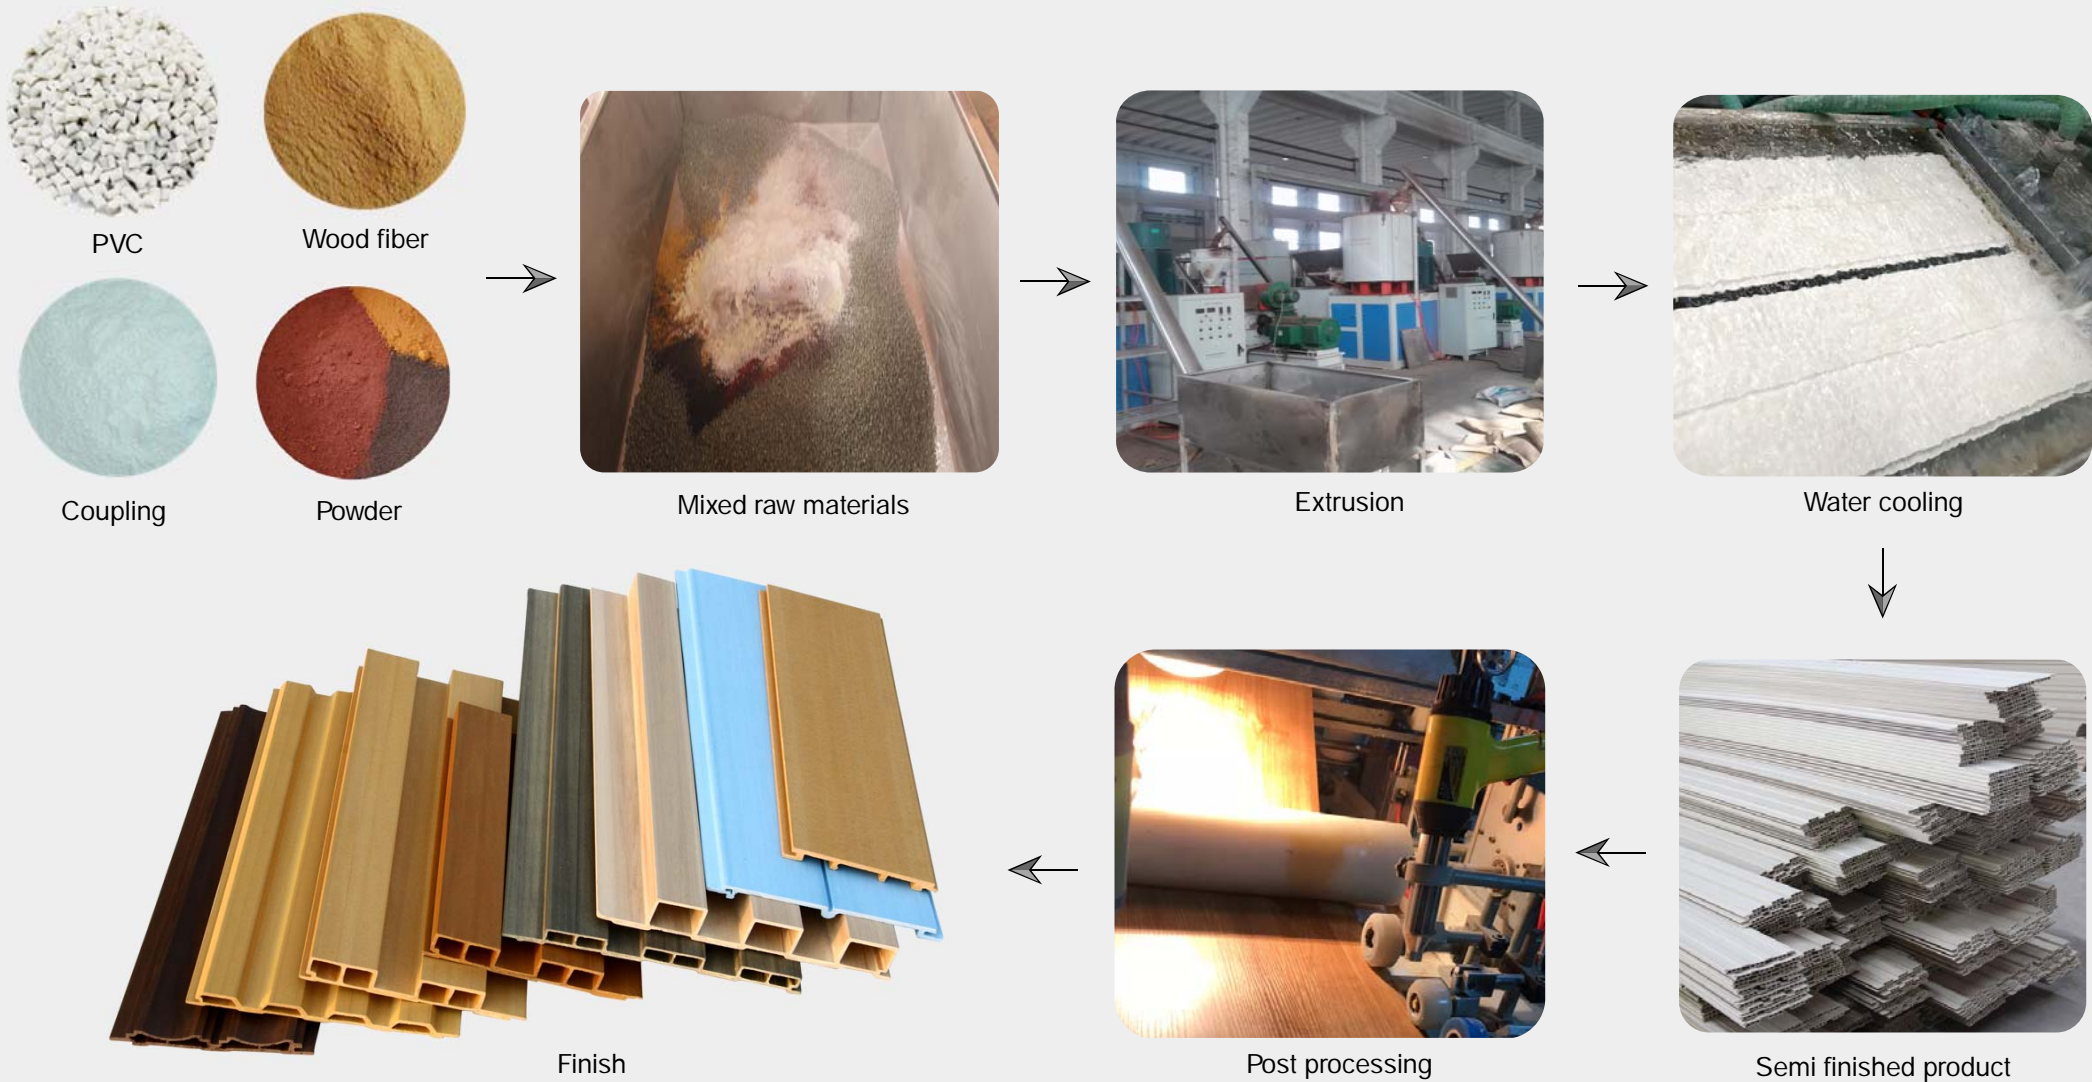 PVC
Wood fiber
Coupling
Powder
Mixed raw materials
Extrusion
Water cooling
Semi finished product
Post processing
Finish